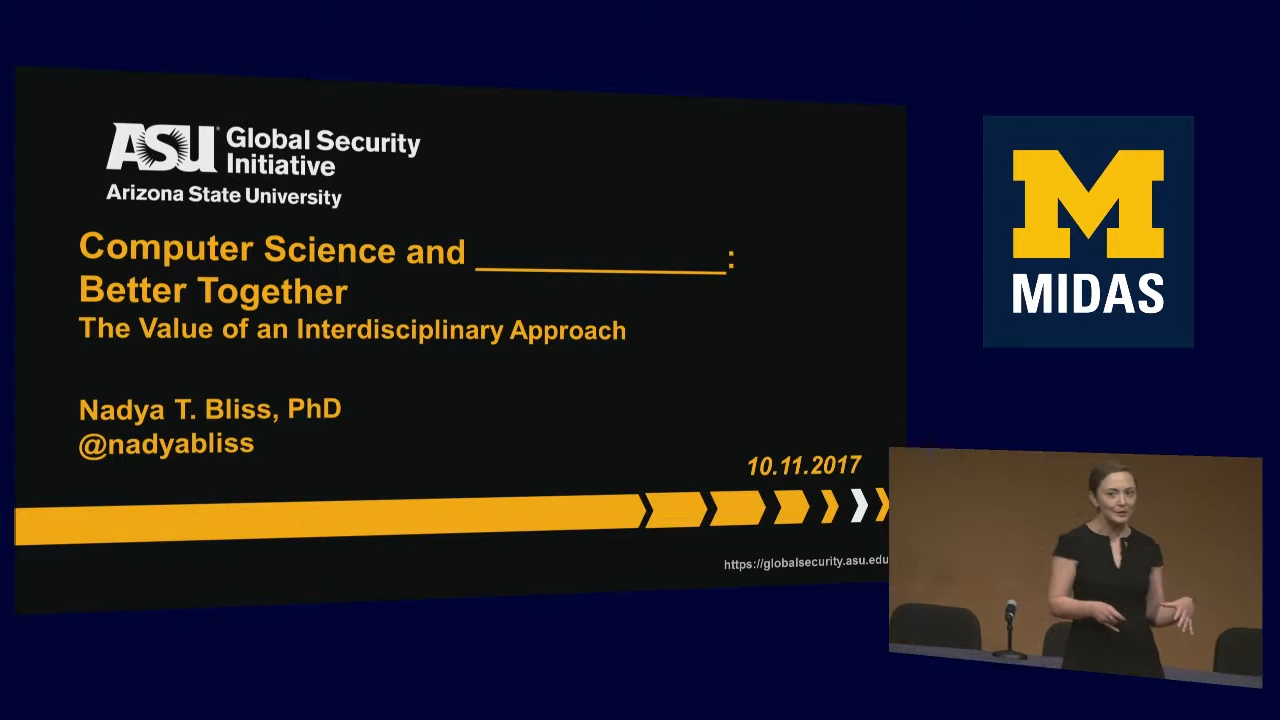 ASU Global Security
Initiative
Arizona State University
Computer Science and _____________:
Better Together
The Value of an Interdisciplinary Approach
Nadya T. Bliss, PhD
@nadyabliss
10.11.2017
https://globalsecurity.asu.edu
M
MIDAS